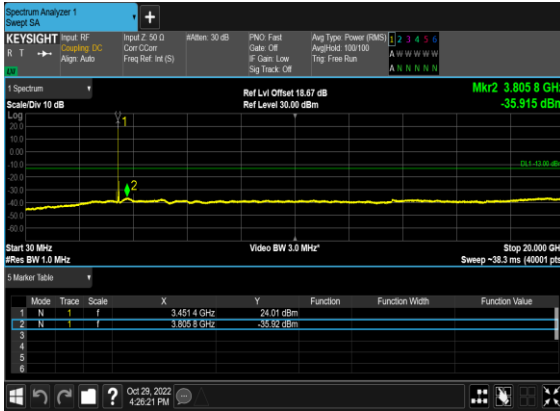 Spectrum Analyzer 1
Swept SA
+
KEYSIGHT
R T
Input: RF
Coupling: DC
Align: Auto
Input Z: 50 Ω
Corr CCorr
Freq Ref: Int (S)
#Atten: 30 dB
PNO: Fast
Gate: Off
IF Gain: Low
Sig Track: Off
Avg Type: Power (RMS)
Avg|Hold: 100/100
Trig: Free Run
1 2 3 4 5 6
A W W W W W
A N N N N N
1 Spectrum
Scale/Div 10 dB
Ref Lvl Offset 18.67 dB
Ref Level 30.00 dBm
Mkr2 3.805 8 GHz
-35.915 dBm
Log
20.0
10.0
0.00
-10.0
-20.0
-30.0
-40.0
-50.0
-60.0
1
2
DL1 -13.00 dBm
Start 30 MHz
#Res BW 1.0 MHz
Video BW 3.0 MHz*
Stop 20.000 GH
Sweep ~38.3 ms (40001 pts
5 Marker Table
Mode Trace Scale X Y Function Function Width Function Value
1 N 1 f 3.451 4 GHz 24.01 dBm
2 N 1 f 3.805 8 GHz -35.92 dBm
3
4
5
6
?
Oct 29, 2022
4:26:21 PM